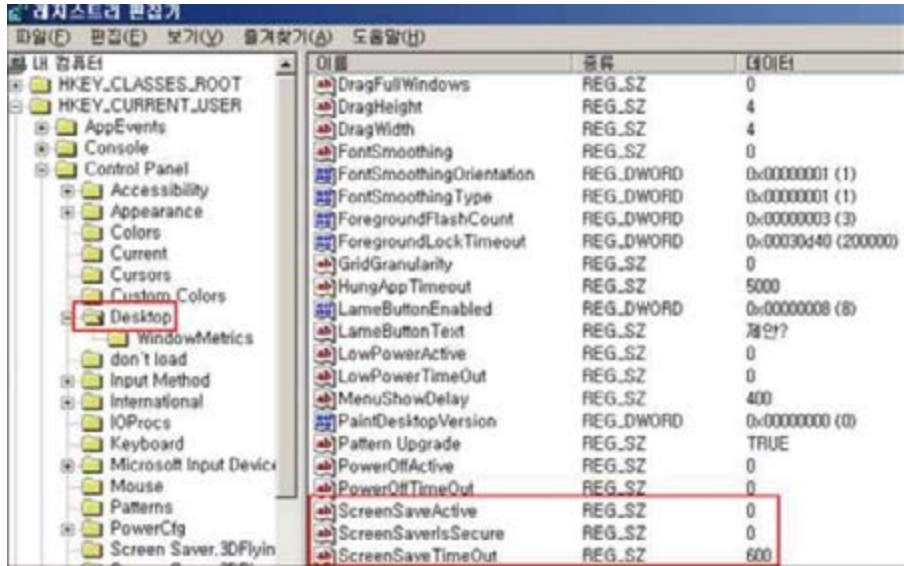 레지스트리 편집기
파일(F) 편집(E) 보기(V) 즐겨찾기(A) 도움말(H)
내 컴퓨터
HKEY_CLASSES_ROOT
HKEY_CURRENT_USER
AppEvents
Console
Control Panel
Accessibility
Appearance
Colors
Current
Cursors
Custom Colors
Desktop
WindowMetrics
don't load
Input Method
International
IOProcs
Keyboard
Microsoft Input Device
Mouse
Patterns
PowerCfg
Screen Saver.3DFlyin
이름 종류 데이터
DragFullWindows REG_SZ 0
DragHeight REG_SZ 4
DragWidth REG_SZ 4
FontSmoothing REG_SZ 0
FontSmoothingOrientation REG_DWORD 0x00000001 (1)
FontSmoothingType REG_DWORD 0x00000001 (1)
ForegroundFlashCount REG_DWORD 0x00000003 (3)
ForegroundLockTimeout REG_DWORD 0x00030d40 (200000)
GridGranularity REG_SZ 0
HungAppTimeout REG_SZ 5000
LameButtonEnabled REG_DWORD 0x00000008 (8)
LameButtonText REG_SZ 제안?
LowPowerActive REG_SZ 0
LowPowerTimeOut REG_SZ 0
MenuShowDelay REG_SZ 400
PaintDesktopVersion REG_DWORD 0x00000000 (0)
Pattern Upgrade REG_SZ TRUE
PowerOffActive REG_SZ 0
PowerOffTimeOut REG_SZ 0
ScreenSaveActive REG_SZ 0
ScreenSaverIsSecure REG_SZ 0
ScreenSaveTimeOut REG_SZ 600